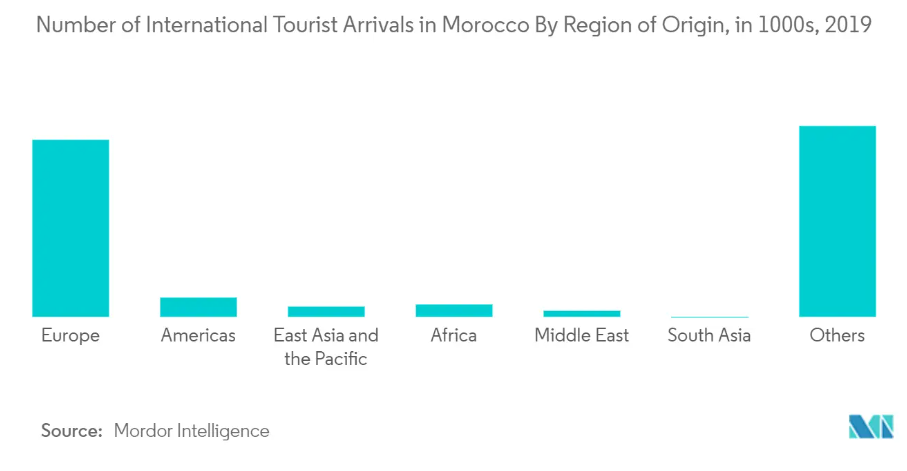 Number of International Tourist Arrivals in Morocco By Region of Origin, in 1000s, 2019
Europe
Americas
East Asia and
the Pacific
Africa
Middle East
South Asia
Others
Source: Mordor Intelligence